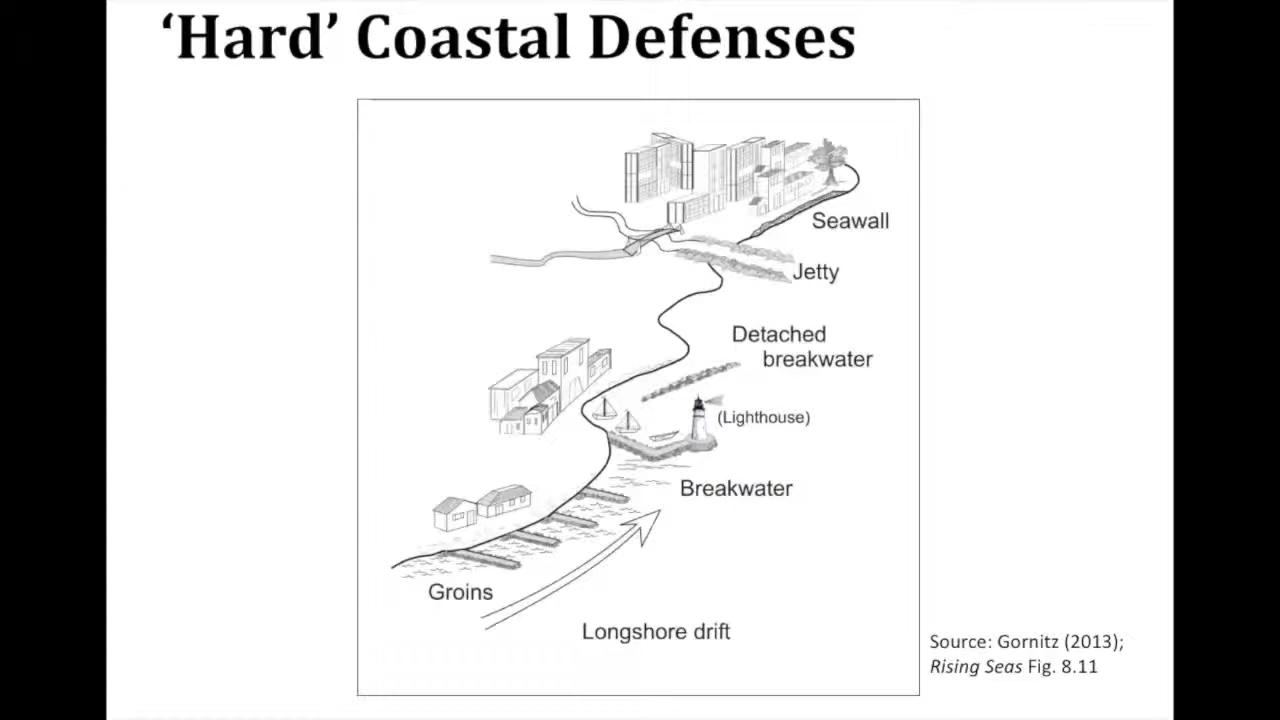 ‘Hard’ Coastal Defenses
Seawall
Jetty
Detached
breakwater
(Lighthouse)
Breakwater
Groins
Longshore drift
Source: Gornitz (2013);
Rising Seas Fig. 8.11